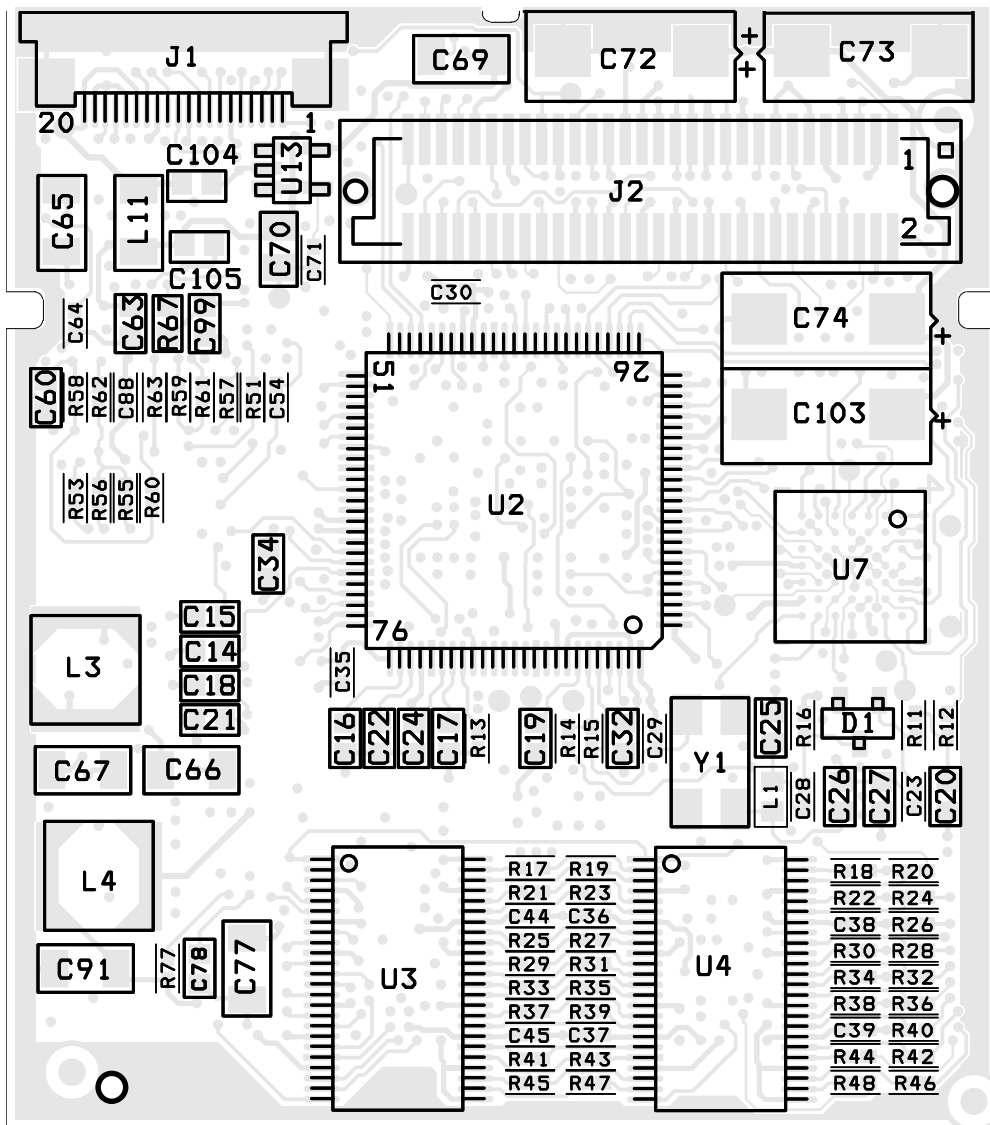 J1
C69
C72
+
+
C73
20
1
C104
U13
1
C65
L11
J2
C70
C71
2
C105
C30
C64
C63
R67
C99
C74
+
51
26
C60
R58
R62
C88
R63
R59
R61
R57
R51
C54
C103
+
R53
R56
R55
R60
U2
C34
U7
C15
76
C14
L3
C35
C18
C21
C16
C22
C24
C17
R13
C19
R14
R15
C32
C29
C25
R16
D1
R11
R12
C67
C66
Y1
L1
C28
C26
C27
C23
C20
R17 R19
R18 R20
L4
R21 R23
R22 R24
C44 C36
C38 R26
R25 R27
R30 R28
C91
R77
C78
C77
U3
R29 R31
U4
R34 R32
R33 R35
R38 R36
R37 R39
C39 R40
C45 C37
R44 R42
R41 R43
R48 R46
R45 R47